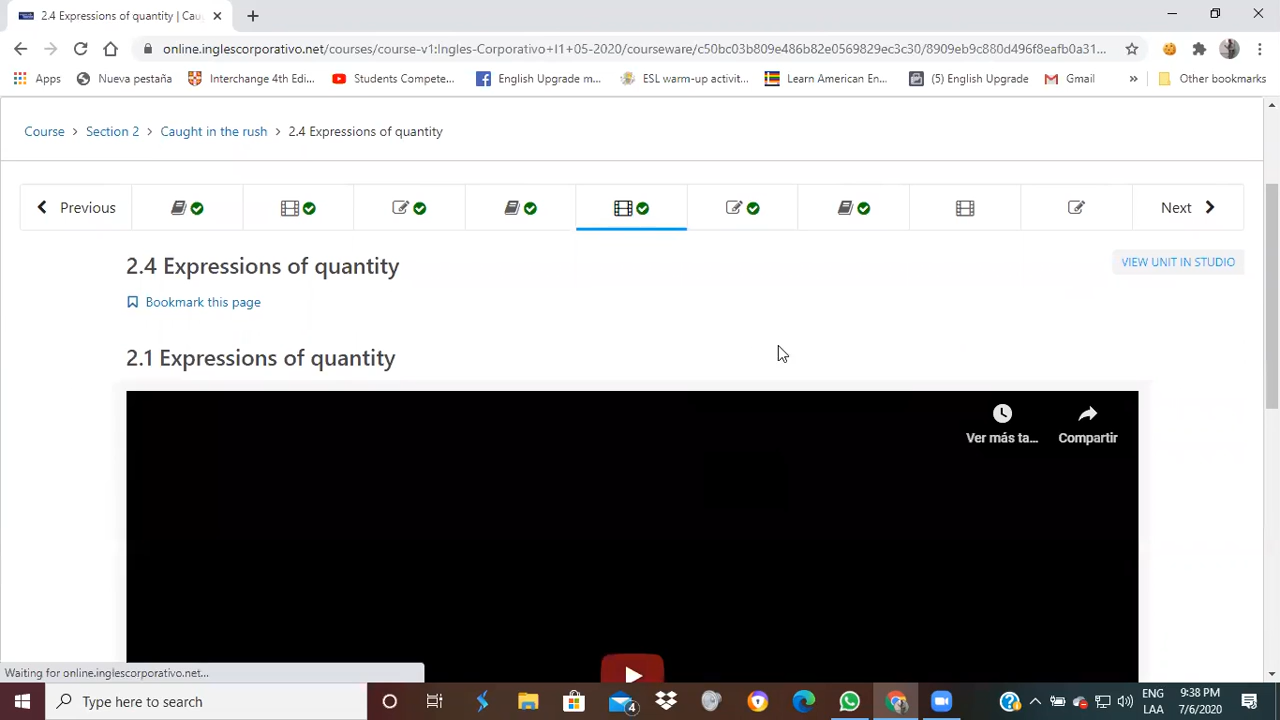 2.4 Expressions of quantity | Cau
online.inglescorporativo.net/courses/course-v1:Ingles-Corporativo+I1+05-2020/courseware/c50bc03b809e486b82e0569829ec3c30/8909eb9c880d496f8eafb0a31...
Apps Nueva pestaña Interchange 4th Edi... Students Compete... English Upgrade m... ESL warm-up activit... Learn American En... (5) English Upgrade Gmail » Other bookmarks
Course > Section 2 > Caught in the rush > 2.4 Expressions of quantity
Previous Next
2.4 Expressions of quantity
VIEW UNIT IN STUDIO
Bookmark this page
2.1 Expressions of quantity
Ver más ta... Compartir
Waiting for online.inglescorporativo.net...
Type here to search
4
ENG 9:38 PM
LAA 7/6/2020